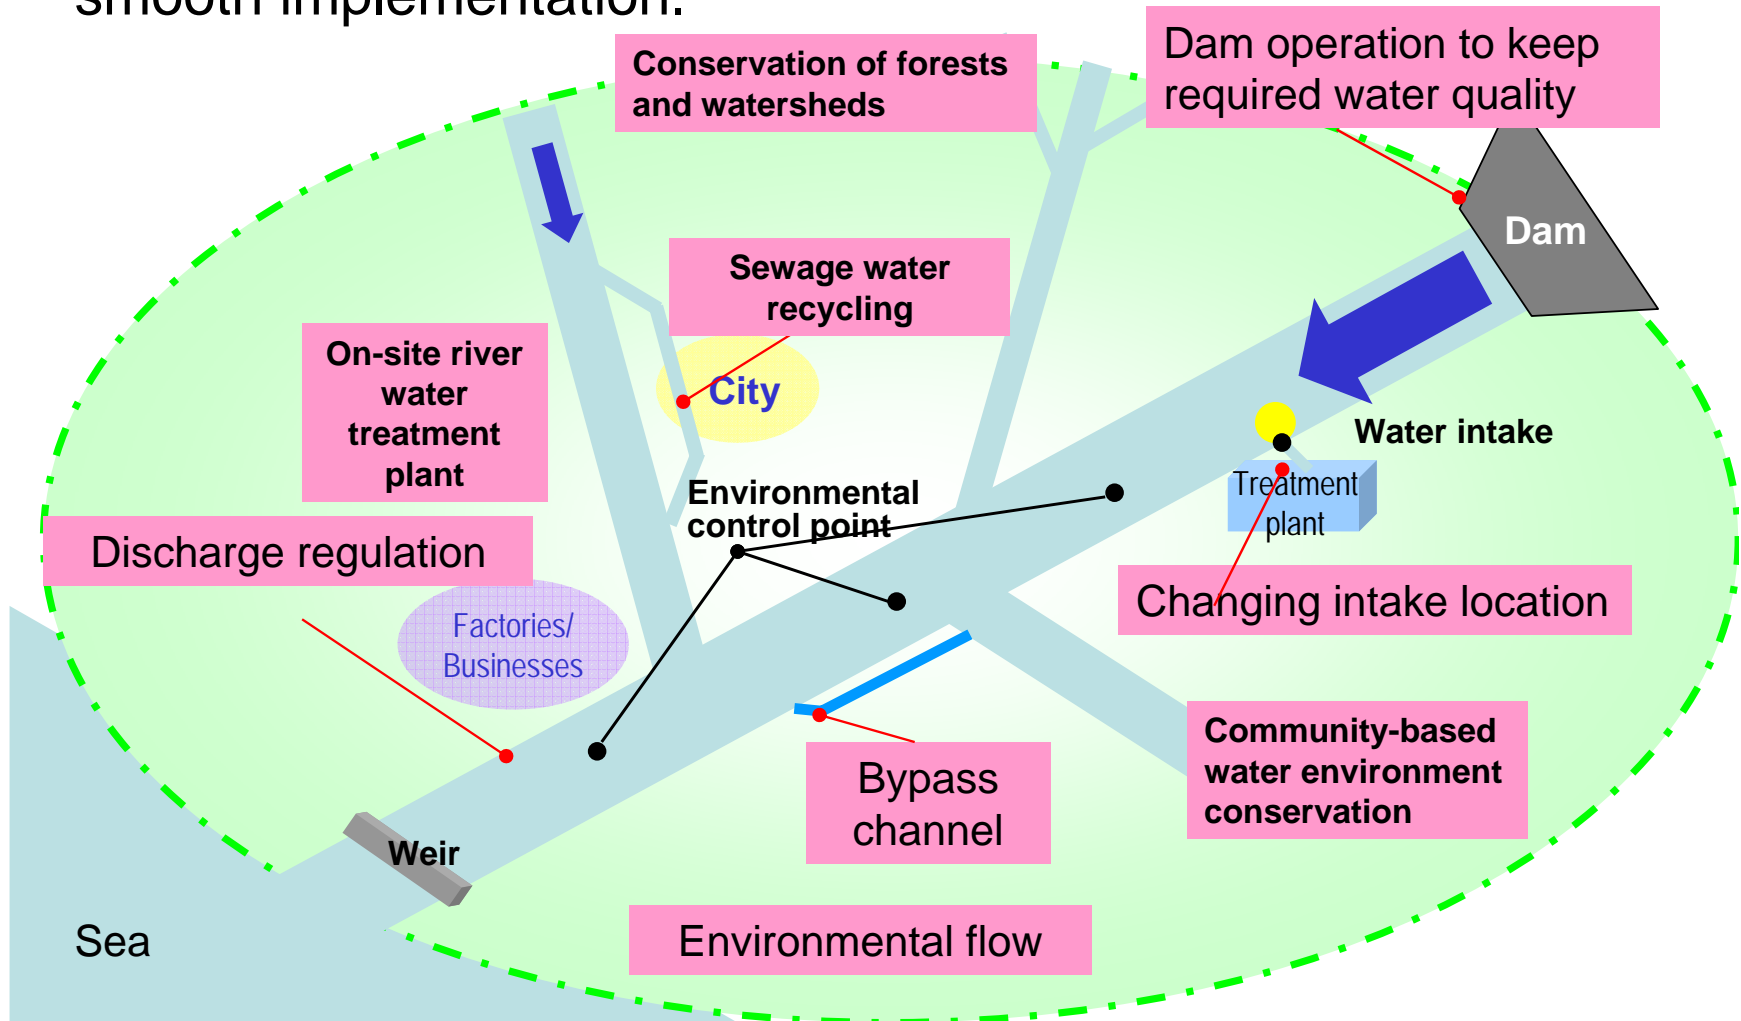 smooth implementation.
Conservation of forests
and watersheds
Dam operation to keep
required water quality
Dam
Sewage water
recycling
On-site river
water
treatment
plant
City
Water intake
Treatment
plant
Environmental
control point
Discharge regulation
Changing intake location
Factories/
Businesses
Community-based
water environment
conservation
Bypass
channel
Weir
Sea
Environmental flow